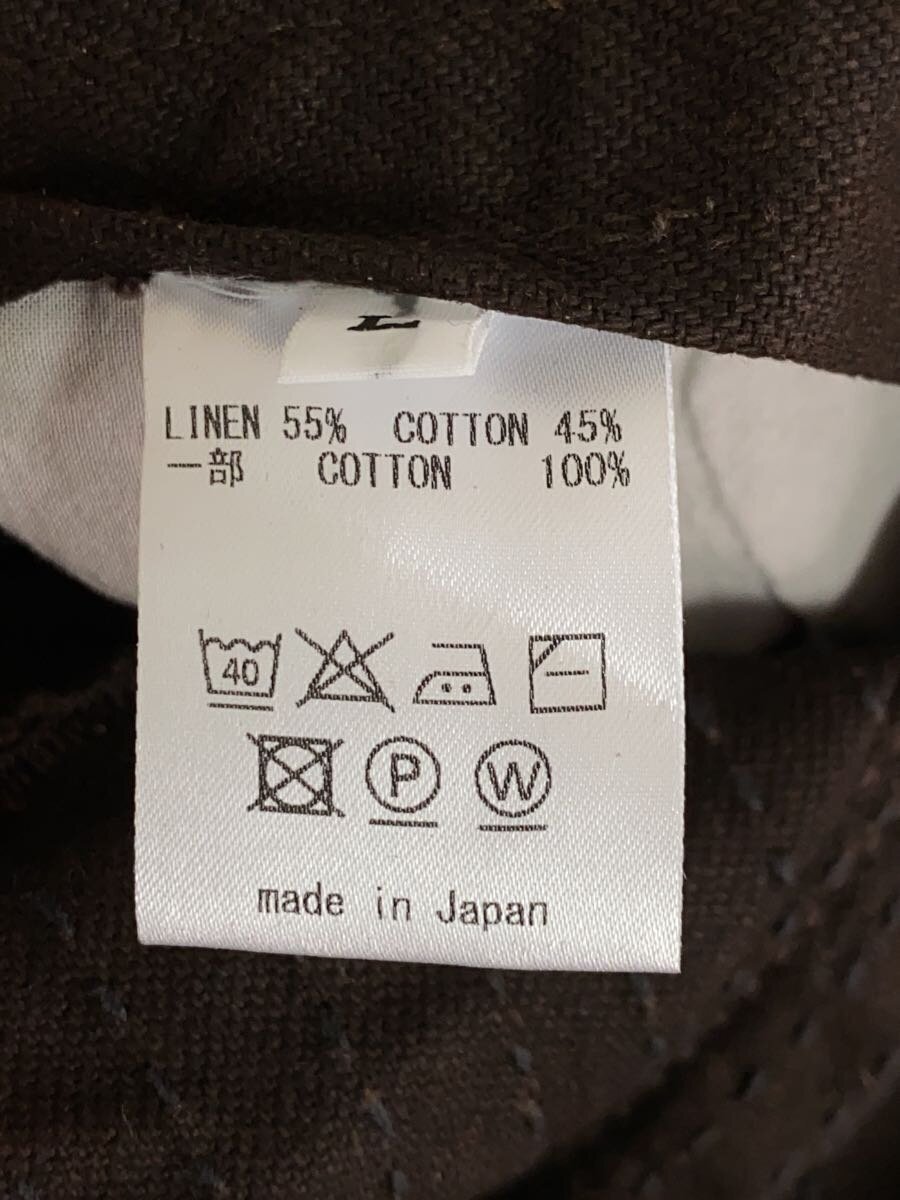 L
LINEN 55% COTTON 45%
一部 COTTON 100%
40
P W
made in Japan